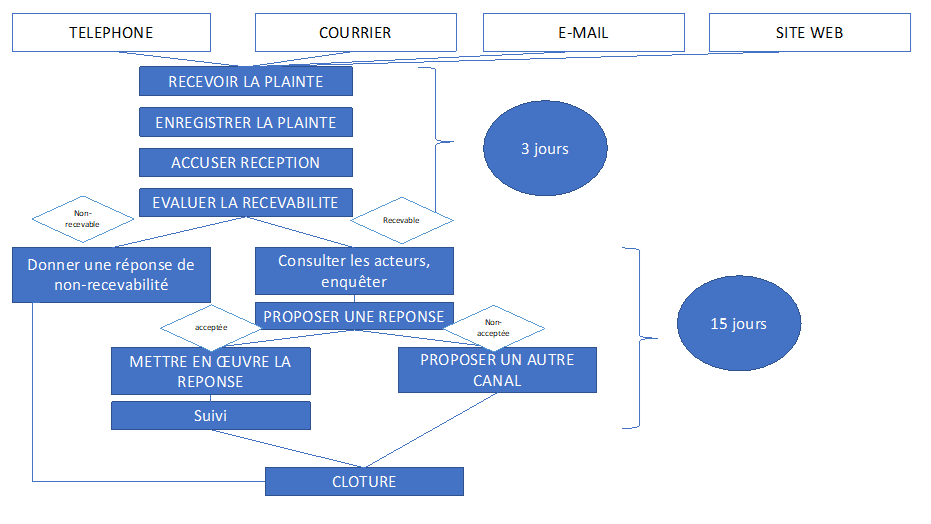 TELEPHONE
COURRIER
E-MAIL
SITE WEB
RECEVOIR LA PLAINTE
ENREGISTRER LA PLAINTE
3 jours
ACCUSER RECEPTION
EVALUER LA RECEVABILITE
Non-
recevable
Recevable
Donner une réponse de
non-recevabilité
Consulter les acteurs,
enquêter
PROPOSER UNE REPONSE
15 jours
acceptée
Non-
acceptée
METTRE EN ŒUVRE LA
REPONSE
PROPOSER UN AUTRE
CANAL
Suivi
CLOTURE